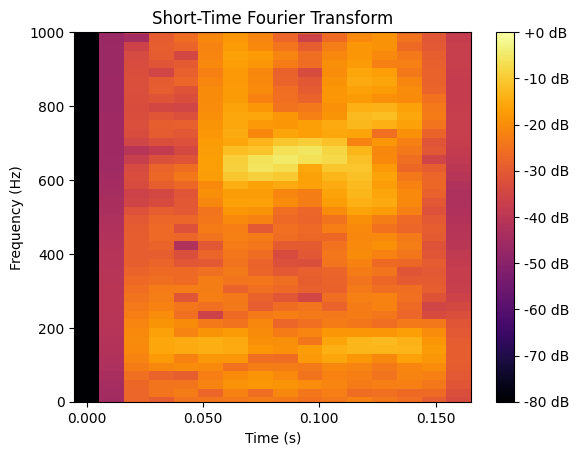 Short-Time Fourier Transform
1000
800
600
400
200
0
Frequency (Hz)
0.000
0.050
0.100
0.150
Time (s)
+0 dB
-10 dB
-20 dB
-30 dB
-40 dB
-50 dB
-60 dB
-70 dB
-80 dB